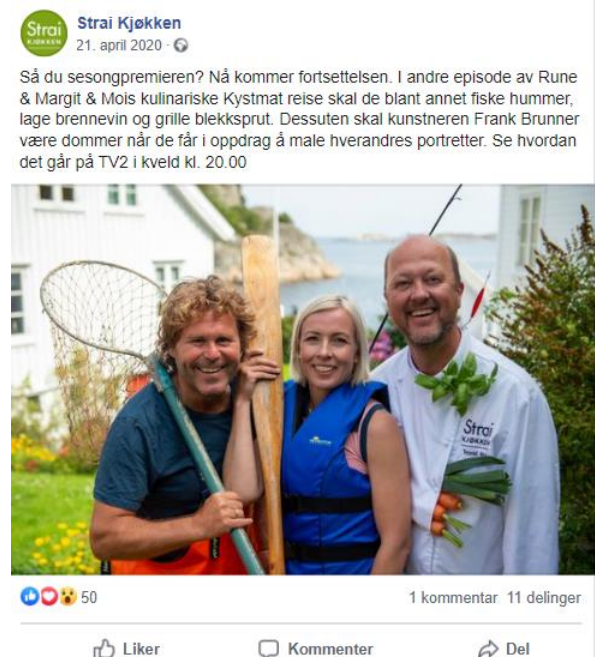 Strai
KJØKKEN
Strai Kjøkken
21. april 2020 ·
Så du sesongpremieren? Nå kommer fortsettelsen. I andre episode av Rune
& Margit & Mois kulinariske Kystmat reise skal de blant annet fiske hummer,
lage brennevin og grille blekksprut. Dessuten skal kunstneren Frank Brunner
være dommer når de får i oppdrag å male hverandres portretter. Se hvordan
det går på TV2 i kveld kl. 20.00
Strai
KJØKKEN
50
1 kommentar 11 delinger
Liker
Kommenter
Del